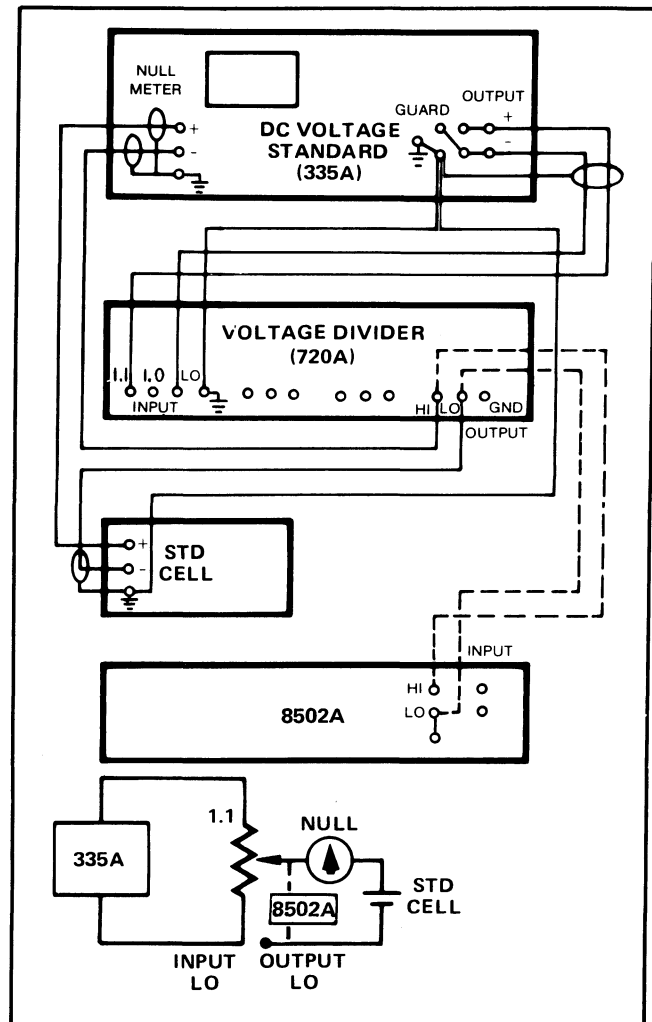 NULL
METER
+
-
DC VOLTAGE
STANDARD
(335A)
GUARD
OUTPUT
+
-
VOLTAGE DIVIDER
(720A)
1.1 1.0 LO
INPUT
HI LO GND
OUTPUT
+
-
STD
CELL
INPUT
HI
LO
8502A
1.1
NULL
335A
8502A
STD
CELL
INPUT
LO
OUTPUT
LO